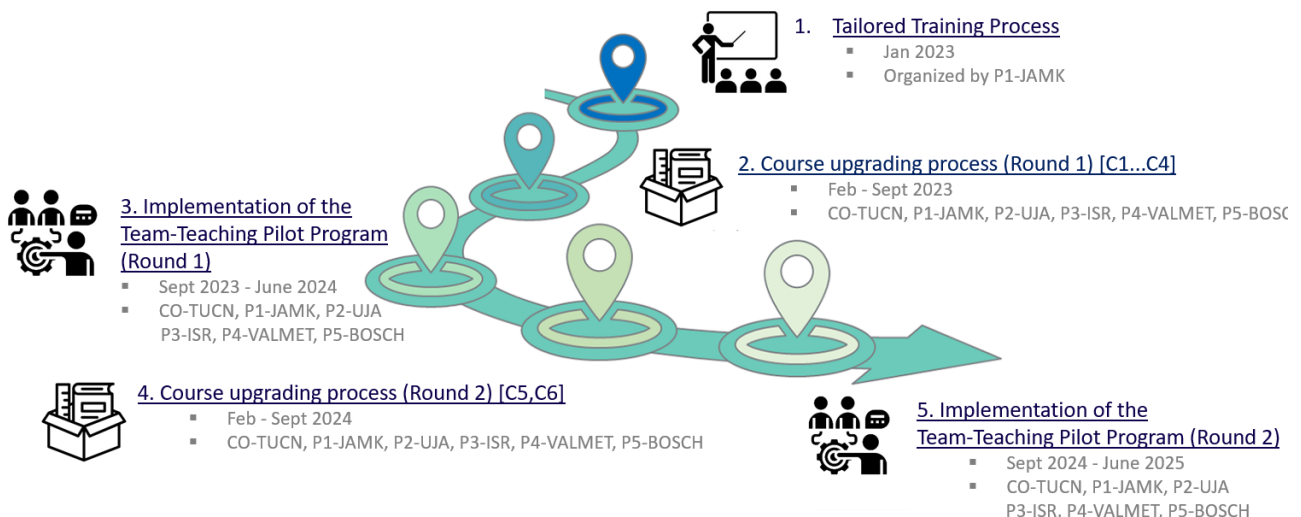 1. Tailored Training Process
▪ Jan 2023
▪ Organized by P1-JAMK
2. Course upgrading process (Round 1) [C1...C4]
▪ Feb - Sept 2023
▪ CO-TUCN, P1-JAMK, P2-UJA, P3-ISR, P4-VALMET, P5-BOSC
3. Implementation of the
Team-Teaching Pilot Program
(Round 1)
▪ Sept 2023 - June 2024
▪ CO-TUCN, P1-JAMK, P2-UJA
P3-ISR, P4-VALMET, P5-BOSCH
4. Course upgrading process (Round 2) [C5,C6]
▪ Feb - Sept 2024
▪ CO-TUCN, P1-JAMK, P2-UJA, P3-ISR, P4-VALMET, P5-BOSCH
5. Implementation of the
Team-Teaching Pilot Program (Round 2)
▪ Sept 2024 - June 2025
▪ CO-TUCN, P1-JAMK, P2-UJA
P3-ISR, P4-VALMET, P5-BOSCH